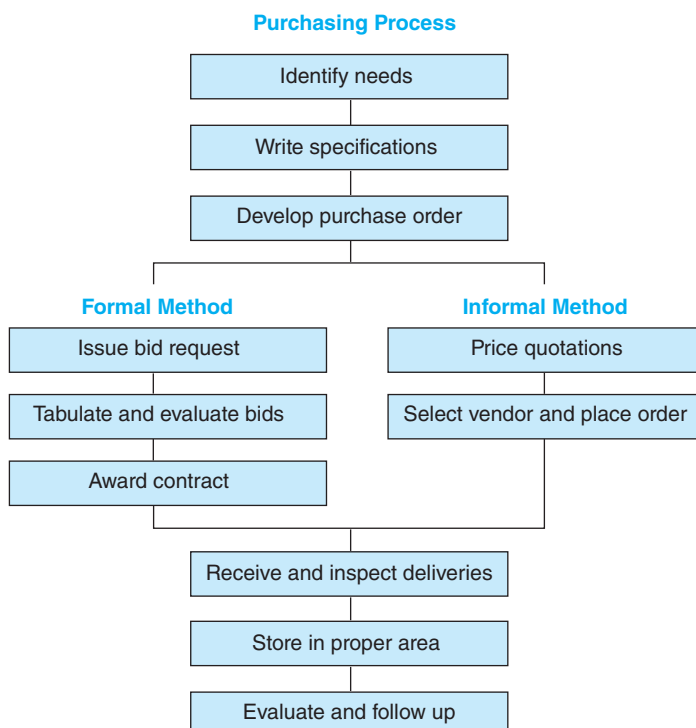 Purchasing Process
Identify needs
Write specifications
Develop purchase order
Formal Method
Issue bid request
Tabulate and evaluate bids
Award contract
Informal Method
Price quotations
Select vendor and place order
Receive and inspect deliveries
Store in proper area
Evaluate and follow up